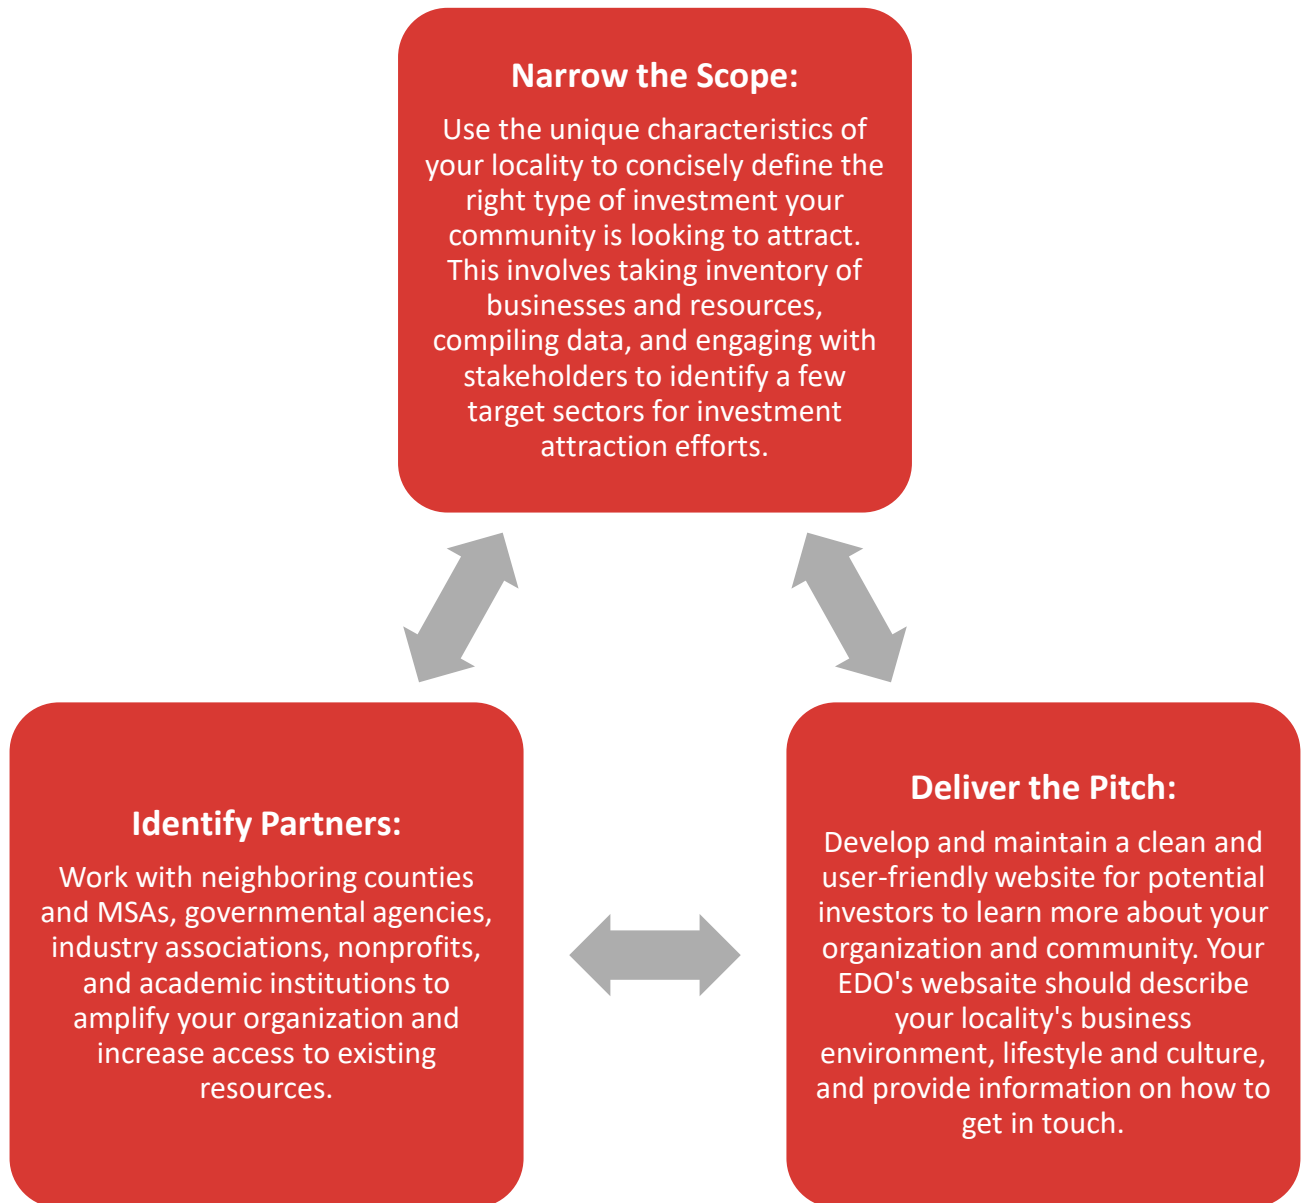 Narrow the Scope:
Use the unique characteristics of
your locality to concisely define the
right type of investment your
community is looking to attract.
This involves taking inventory of
businesses and resources,
compiling data, and engaging with
stakeholders to identify a few
target sectors for investment
attraction efforts.
Identify Partners:
Work with neighboring counties
and MSAs, governmental agencies,
industry associations, nonprofits,
and academic institutions to
amplify your organization and
increase access to existing
resources.
Deliver the Pitch:
Develop and maintain a clean and
user-friendly website for potential
investors to learn more about your
organization and community. Your
EDO's websaite should describe
your locality's business
environment, lifestyle and culture,
and provide information on how to
get in touch.